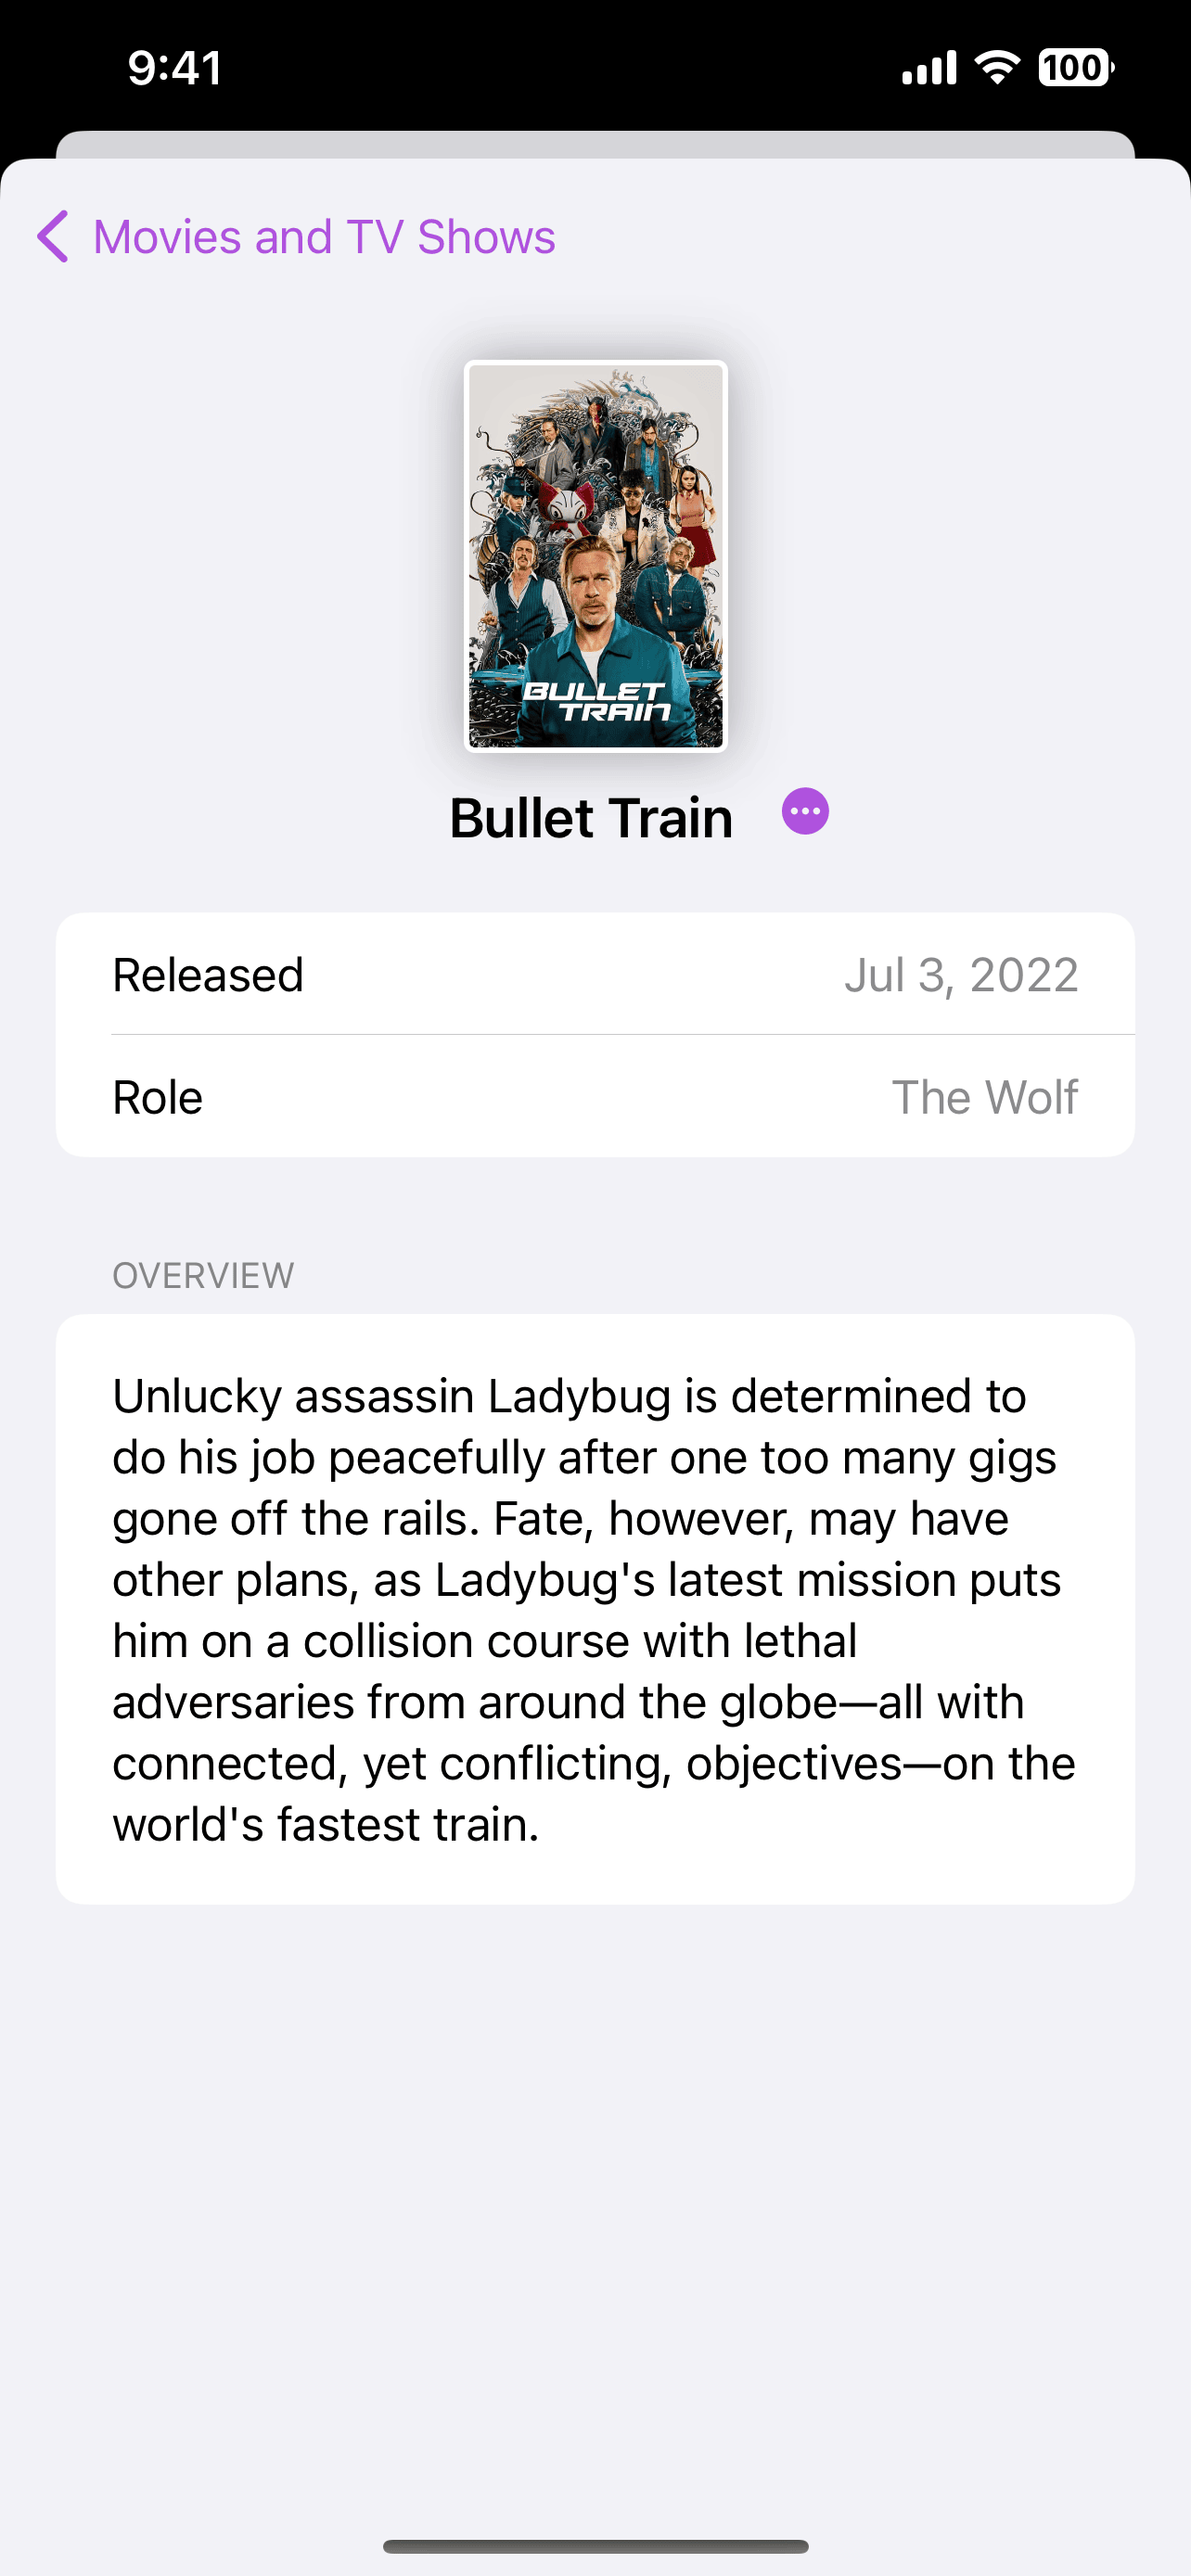 9:41
100
Movies and TV Shows
BULLET
TRAIN
Bullet Train
Released
Jul 3, 2022
Role
The Wolf
OVERVIEW
Unlucky assassin Ladybug is determined to
do his job peacefully after one too many gigs
gone off the rails. Fate, however, may have
other plans, as Ladybug's latest mission puts
him on a collision course with lethal
adversaries from around the globe—all with
connected, yet conflicting, objectives—on the
world's fastest train.